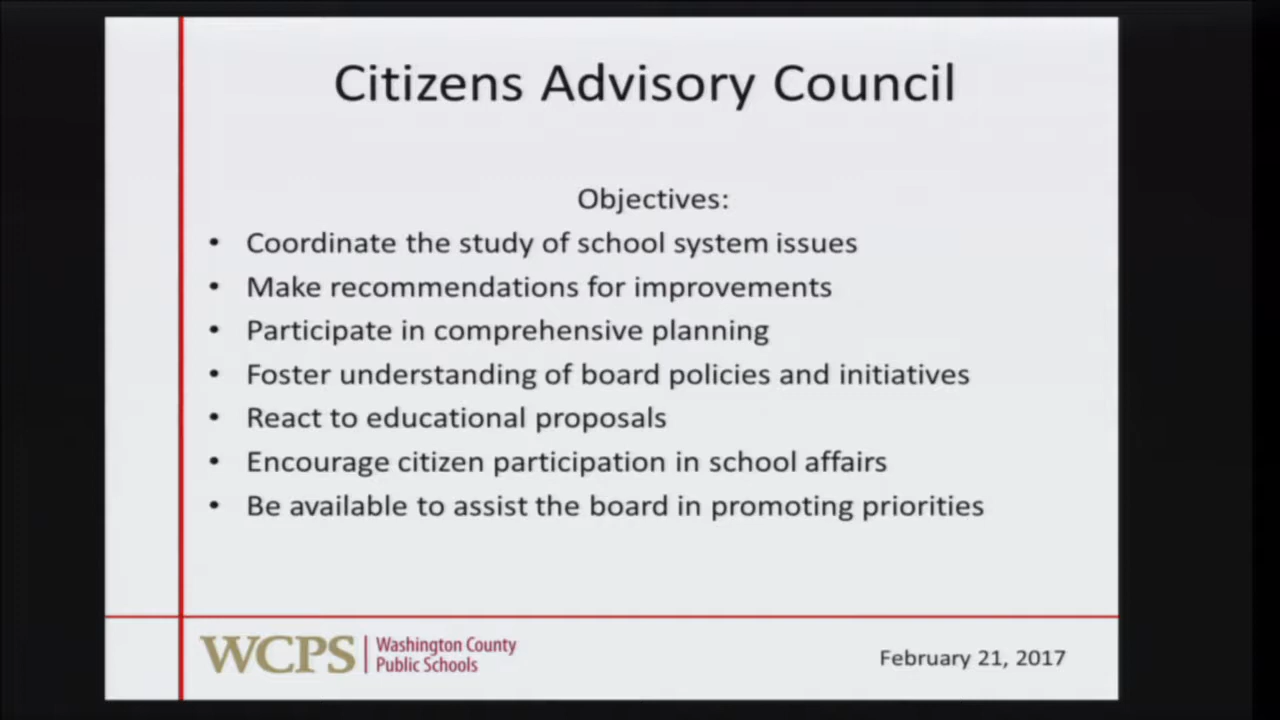 Citizens Advisory Council
Objectives:
• Coordinate the study of school system issues
• Make recommendations for improvements
• Participate in comprehensive planning
• Foster understanding of board policies and initiatives
• React to educational proposals
• Encourage citizen participation in school affairs
• Be available to assist the board in promoting priorities
WCPS
Washington County
Public Schools
February 21, 2017